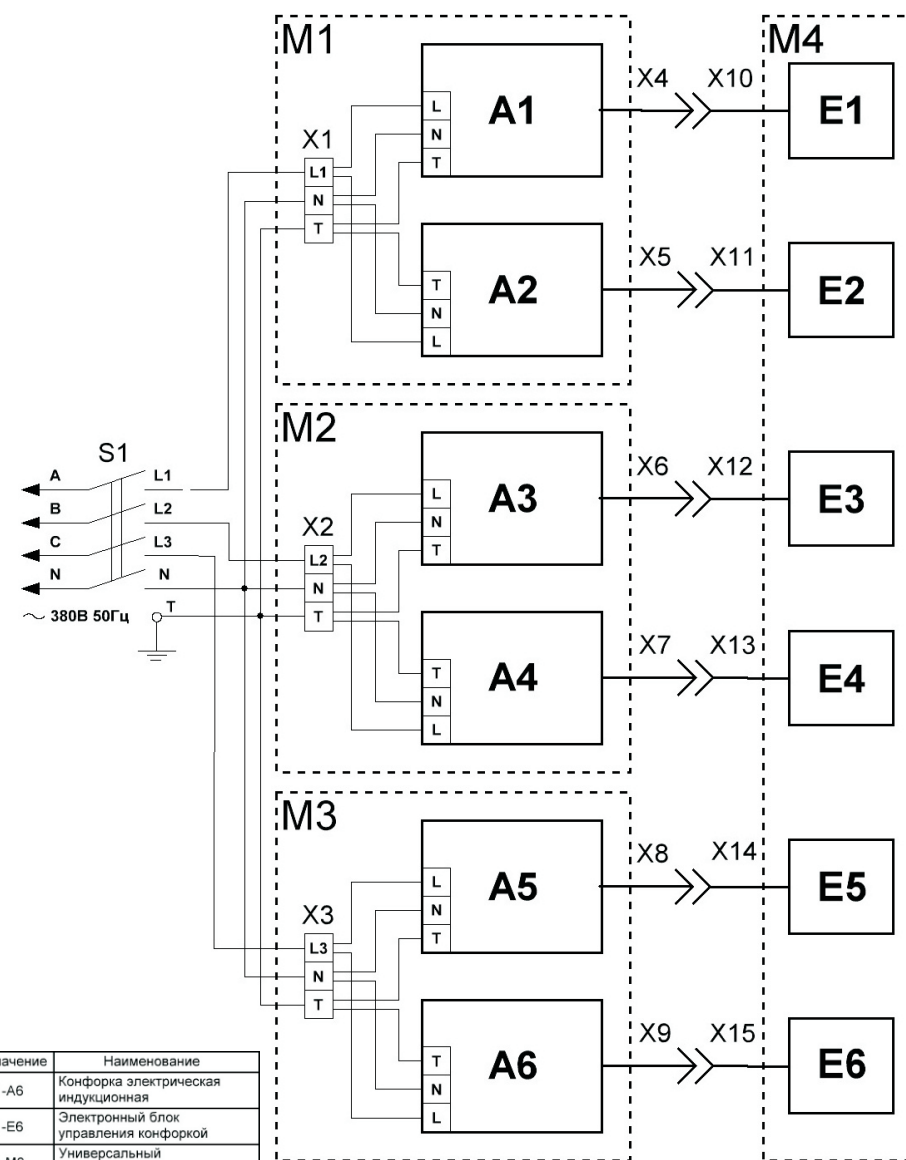 M1
M4
A1
X4
X10
E1
X1
L
N
T
L1
N
T
A2
X5
X11
E2
T
N
L
M2
S1
A
L1
B
L2
C
L3
N
N
~ 380В 50Гц
T
A3
X6
X12
E3
X2
L
N
T
L2
N
T
A4
X7
X13
E4
T
N
L
M3
A5
X8
X14
E5
X3
L
N
T
L3
N
T
A6
X9
X15
E6
T
N
L
Наименование
-А6
Конфорка электрическая
индукционная
-Е6
Электронный блок
управления конфоркой
Универсальный